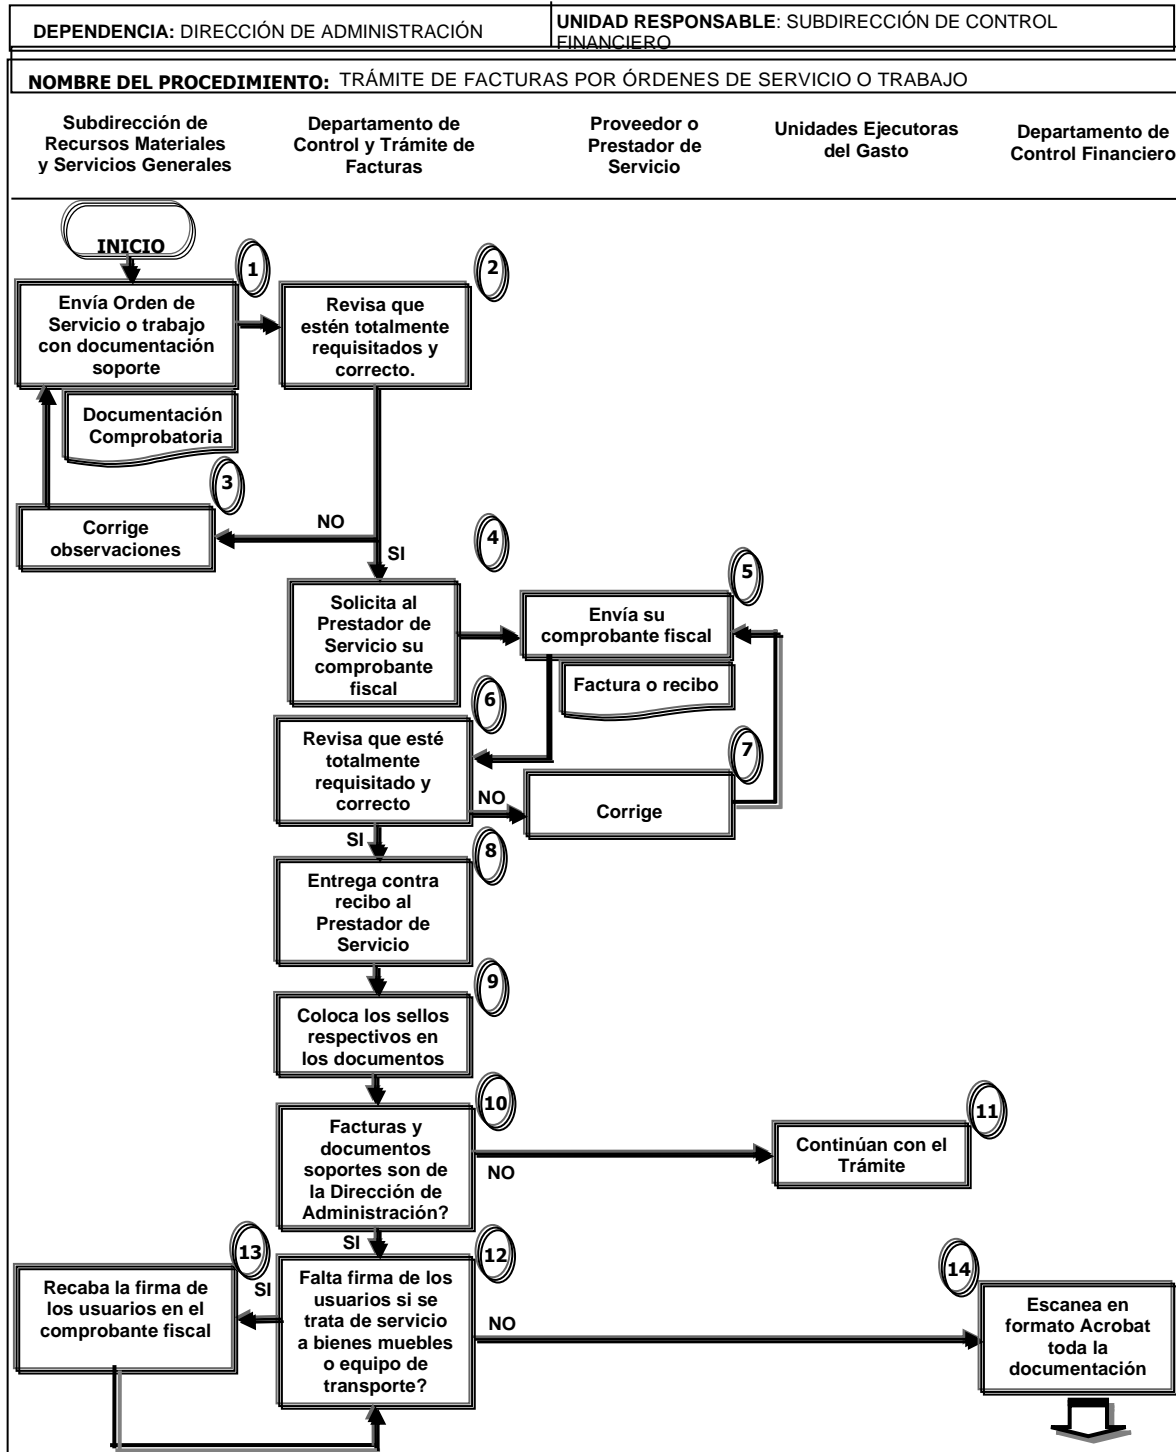 DEPENDENCIA: DIRECCIÓN DE ADMINISTRACIÓN
UNIDAD RESPONSABLE: SUBDIRECCIÓN DE CONTROL
FINANCIERO
NOMBRE DEL PROCEDIMIENTO: TRÁMITE DE FACTURAS POR ÓRDENES DE SERVICIO O TRABAJO
Subdirección de
Recursos Materiales
y Servicios Generales
Departamento de
Control y Trámite de
Facturas
Proveedor o
Prestador de
Servicio
Unidades Ejecutoras
del Gasto
Departamento de
Control Financiero
INICIO
1
Envía Orden de
Servicio o trabajo
con documentación
soporte
Documentación
Comprobatoria
2
Revisa que
estén totalmente
requisitados y
correcto.
3
Corrige
observaciones
NO
SI
4
Solicita al
Prestador de
Servicio su
comprobante
fiscal
5
Envía su
comprobante fiscal
Factura o recibo
6
Revisa que esté
totalmente
requisitado y
correcto
NO
7
Corrige
SI
8
Entrega contra
recibo al
Prestador de
Servicio
9
Coloca los sellos
respectivos en
los documentos
10
Facturas y
documentos
soportes son de
la Dirección de
Administración?
NO
11
Continúan con el
Trámite
SI
12
Falta firma de los
usuarios si se
trata de servicio
a bienes muebles
o equipo de
transporte?
SI
13
Recaba la firma de
los usuarios en el
comprobante fiscal
NO
14
Escanea en
formato Acrobat
toda la
documentación